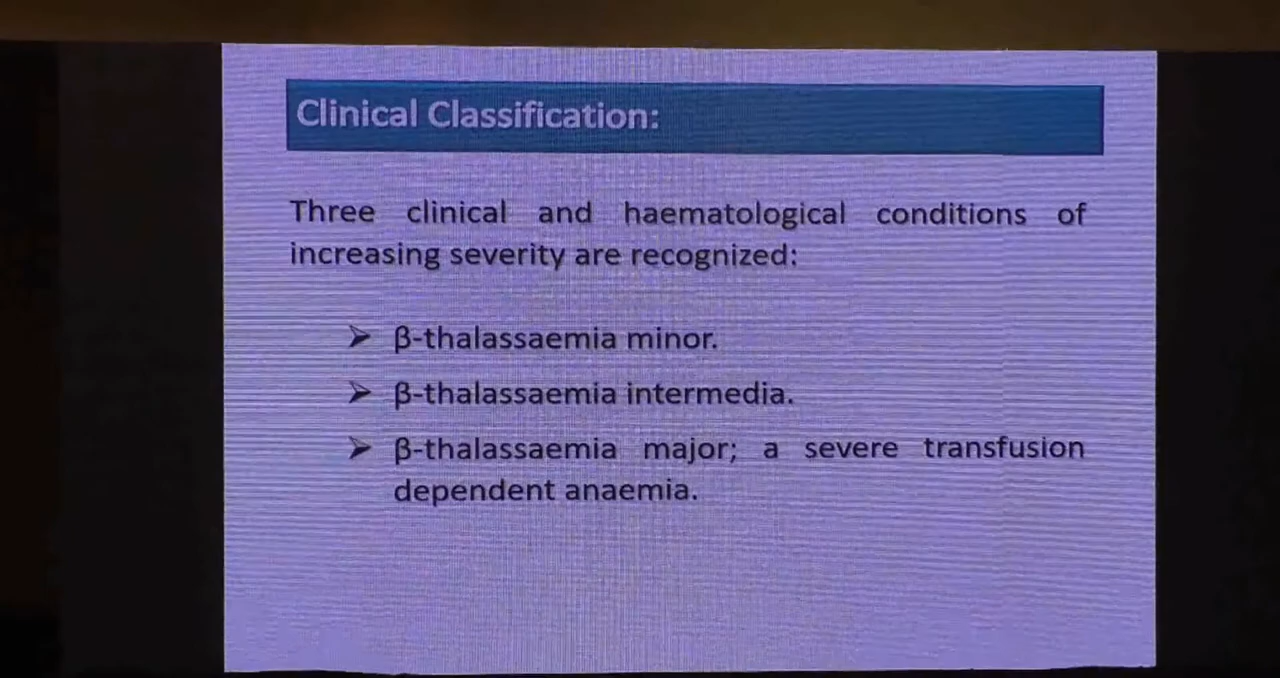 Clinical Classification:
Three clinical and haematological conditions of
increasing severity are recognized:
➢ β-thalassaemia minor.
➢ β-thalassaemia intermedia.
➢ β-thalassaemia major; a severe transfusion
dependent anaemia.